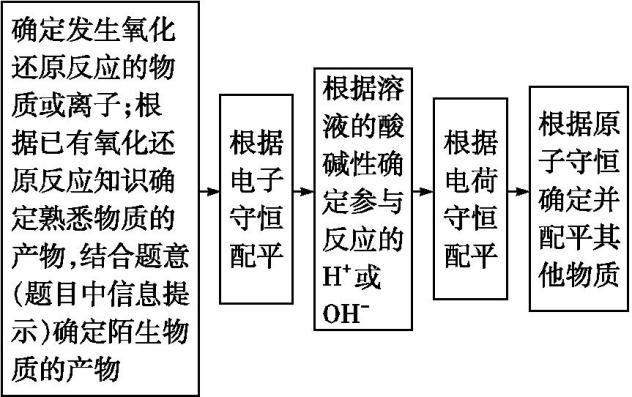 确定发生氧化
还原反应的物
质或离子;根
据已有氧化还
原反应知识确
定熟悉物质的
产物,结合题意
(题目中信息提
示)确定陌生物
质的产物
根据
电子
守恒
配平
根据溶
液的酸
碱性确
定参与
反应的
H⁺或
OH⁻
根据
电荷
守恒
配平
根据原
子守恒
确定并
配平其
他物质